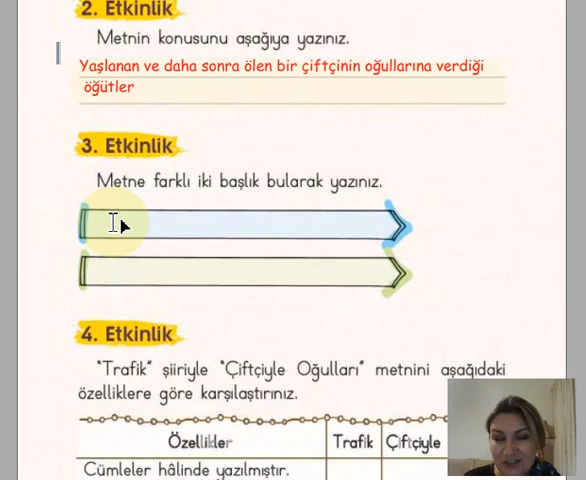 2. Etkinlik
Metnin konusunu aşağıya yazınız.
Yaşlanan ve daha sonra ölen bir çiftçinin oğullarına verdiği
öğütler
3. Etkinlik
Metne farklı iki başlık bularak yazınız.
4. Etkinlik
"Trafik" şiiriyle "Çiftçiyle Oğulları" metnini aşağıdaki
özelliklere göre karşılaştırınız.
Özellikler Trafik Çiftçiyle
Cümleler hâlinde yazılmıştır.